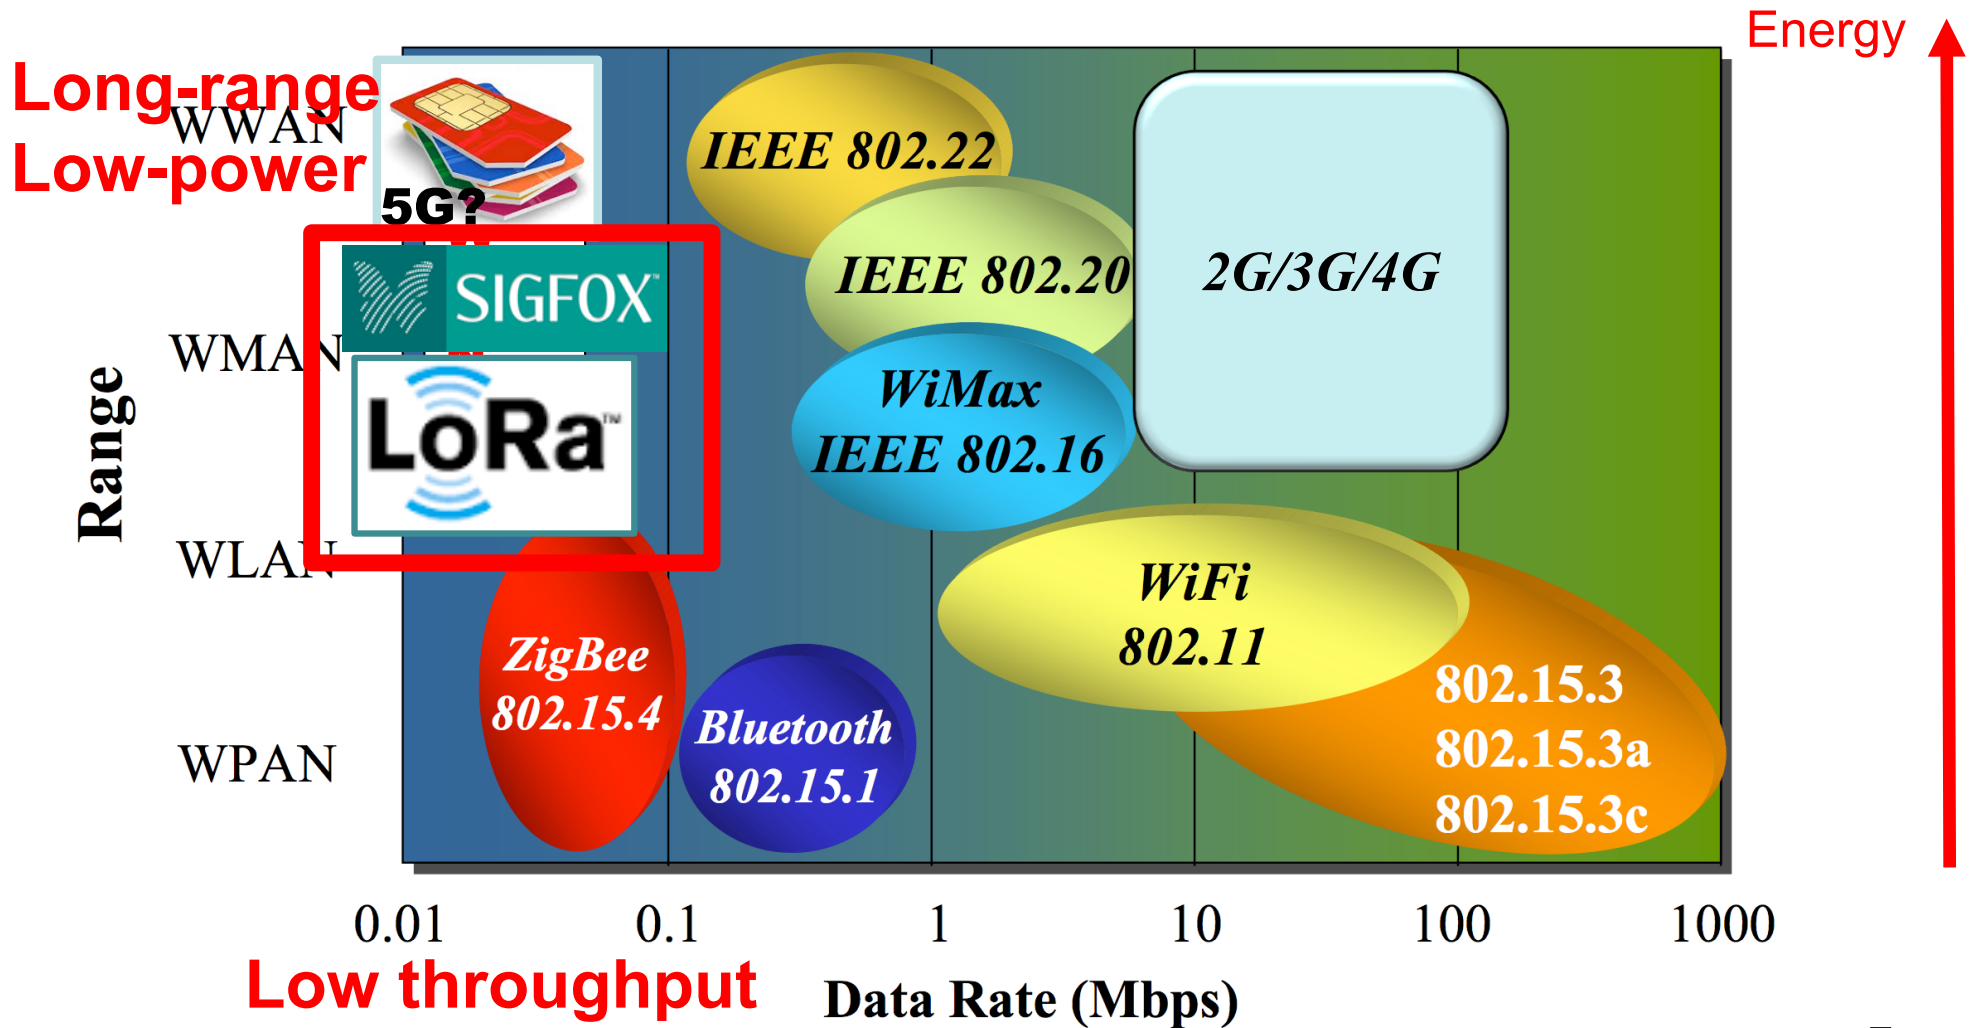 Energy
Long-range
WWAN
Low-power
5G?
IEEE 802.22
SIGFOX™
IEEE 802.20
2G/3G/4G
WMAN
LoRa™
WiMax
IEEE 802.16
Range
WLAN
WiFi
802.11
ZigBee
802.15.4
802.15.3
802.15.3a
802.15.3c
Bluetooth
802.15.1
WPAN
0.01 0.1 1 10 100 1000
Low throughput
Data Rate (Mbps)